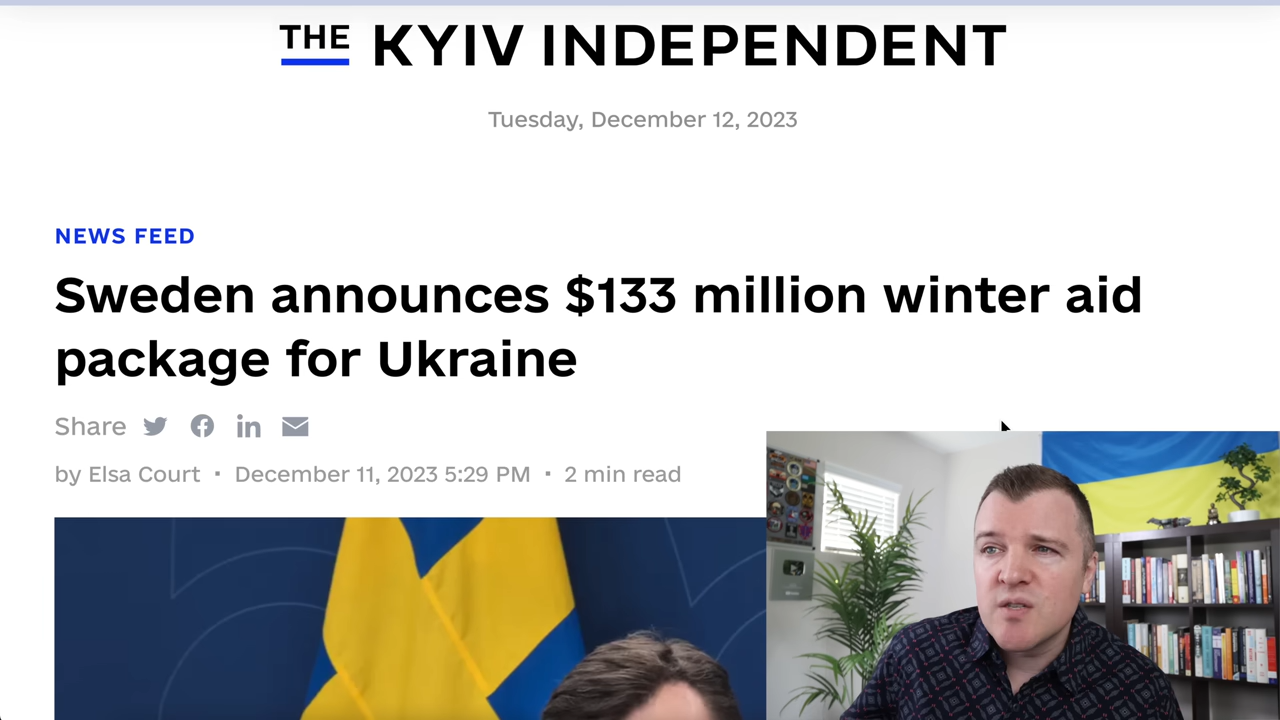 THE KYIV INDEPENDENT
Tuesday, December 12, 2023
NEWS FEED
Sweden announces $133 million winter aid
package for Ukraine
Share
by Elsa Court · December 11, 2023 5:29 PM · 2 min read